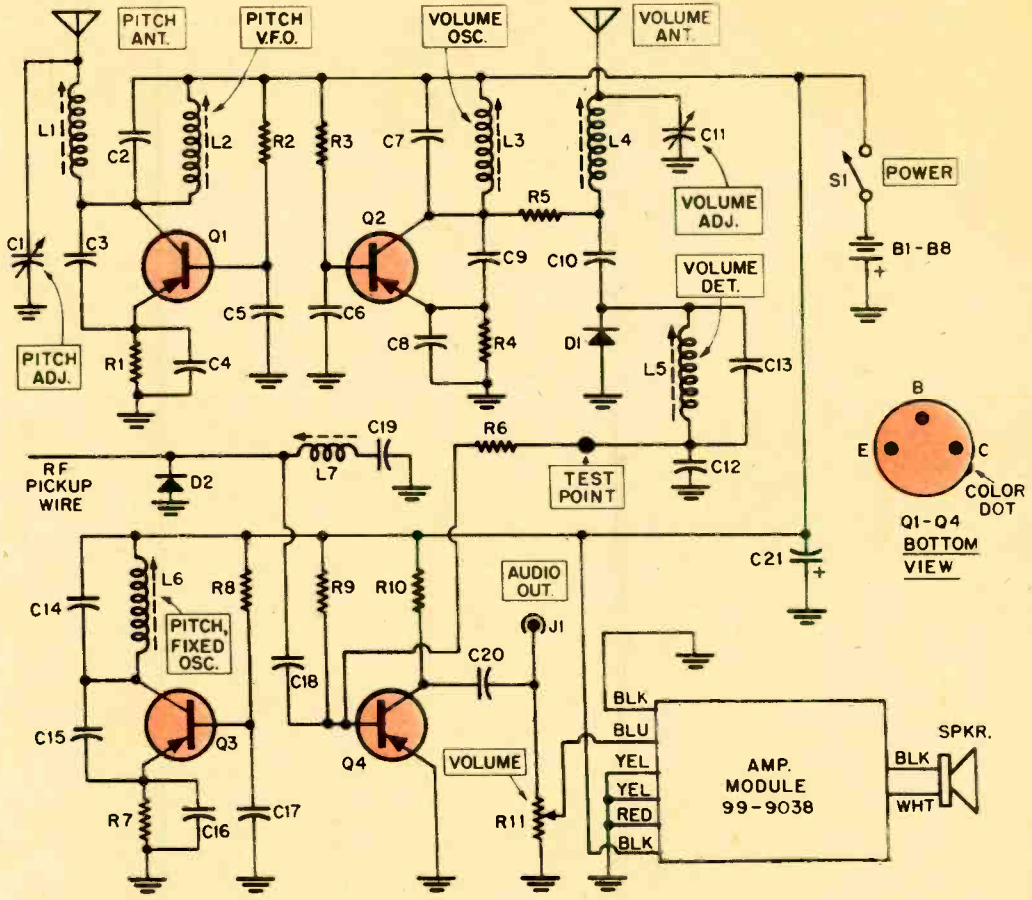 PITCH
ANT.
PITCH
V.F.O.
VOLUME
OSC.
VOLUME
ANT.
L1
C2
L2
R2
R3
C7
L3
L4
C11
S1
POWER
R5
VOLUME
ADJ.
C1
C3
Q1
Q2
C9
C10
B1-B8
+
VOLUME
DET.
C5
C6
C8
R4
D1
L5
C13
PITCH
ADJ.
R1
C4
B
E
C
COLOR
DOT
Q1-Q4
BOTTOM
VIEW
RF
PICKUP
WIRE
D2
L7
C19
R6
TEST
POINT
C12
C14
L6
PITCH,
FIXED
OSC.
R8
R9
R10
AUDIO
OUT.
J1
C21
+
C15
Q3
C18
Q4
C20
R7
C16
C17
VOLUME
R11
BLK
BLU
YEL
YEL
RED
BLK
AMP.
MODULE
99-9038
BLK
WHT
SPKR.